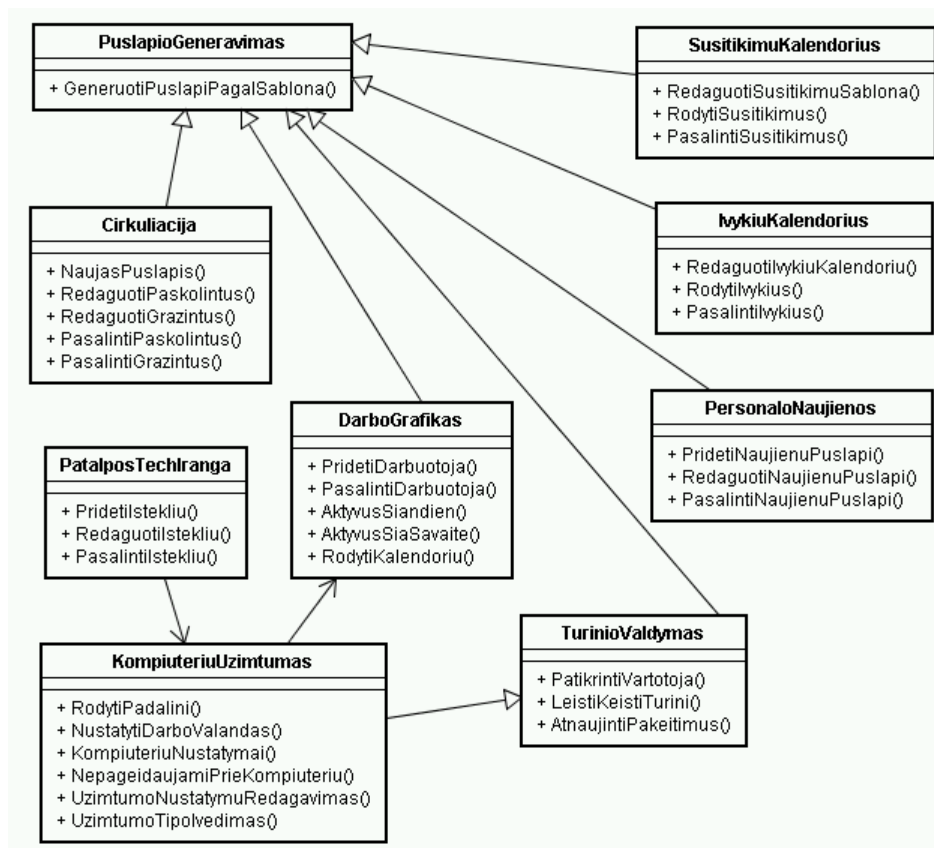 PuslapioGeneravimas
+ GeneruotiPuslapiPagalSablona()
SusitikimuKalendorius
+ RedaguotiSusitikimuSablona()
+ RodytiSusitikimus()
+ PasalintiSusitikimus()
Cirkuliacija
+ NaujasPuslapis()
+ RedaguotiPaskolintus()
+ RedaguotiGrazintus()
+ PasalintiPaskolintus()
+ PasalintiGrazintus()
IvykiuKalendorius
+ RedaguotiIvykiuKalendoriu()
+ RodytiIvykius()
+ PasalintiIvykius()
DarboGrafikas
+ PridetiDarbuotoja()
+ PasalintiDarbuotoja()
+ AktyvusSiandien()
+ AktyvusSiaSavaite()
+ RodytiKalendoriu()
PersonaloNaujienos
+ PridetiNaujienuPuslapi()
+ RedaguotiNaujienuPuslapi()
+ PasalintiNaujienuPuslapi()
PatalposTechIranga
+ PridetiIstekliu()
+ RedaguotiIstekliu()
+ PasalintiIstekliu()
TurinioValdymas
+ PatikrintiVartotoja()
+ LeistiKeistiTurini()
+ AtnaujintiPakeitimus()
KompiuteriuUzimtumas
+ RodytiPadalini()
+ NustatytiDarboValandas()
+ KompiuteriuNustatymai()
+ NepageidaujamiPrieKompiuteriu()
+ UzimtumoNustatymuRedagavimas()
+ UzimtumoTipoIvedimas()